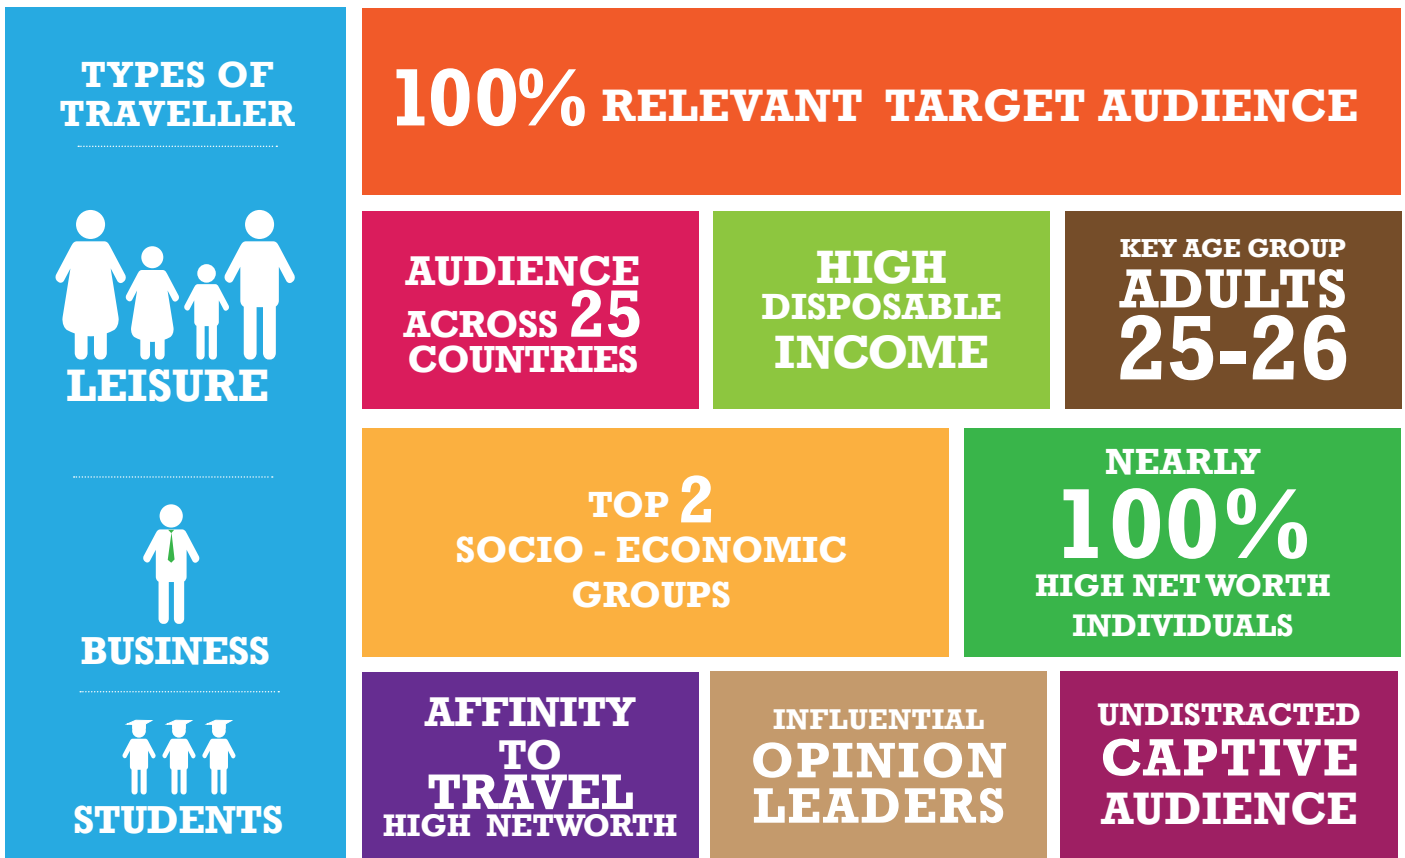 TYPES OF
TRAVELLER
LEISURE
BUSINESS
STUDENTS
100% RELEVANT TARGET AUDIENCE
AUDIENCE
ACROSS 25
COUNTRIES
HIGH
DISPOSABLE
INCOME
KEY AGE GROUP
ADULTS
25-26
TOP 2
SOCIO - ECONOMIC
GROUPS
NEARLY
100%
HIGH NET WORTH
INDIVIDUALS
AFFINITY
TO
TRAVEL
HIGH NETWORTH
INFLUENTIAL
OPINION
LEADERS
UNDISTRACTED
CAPTIVE
AUDIENCE